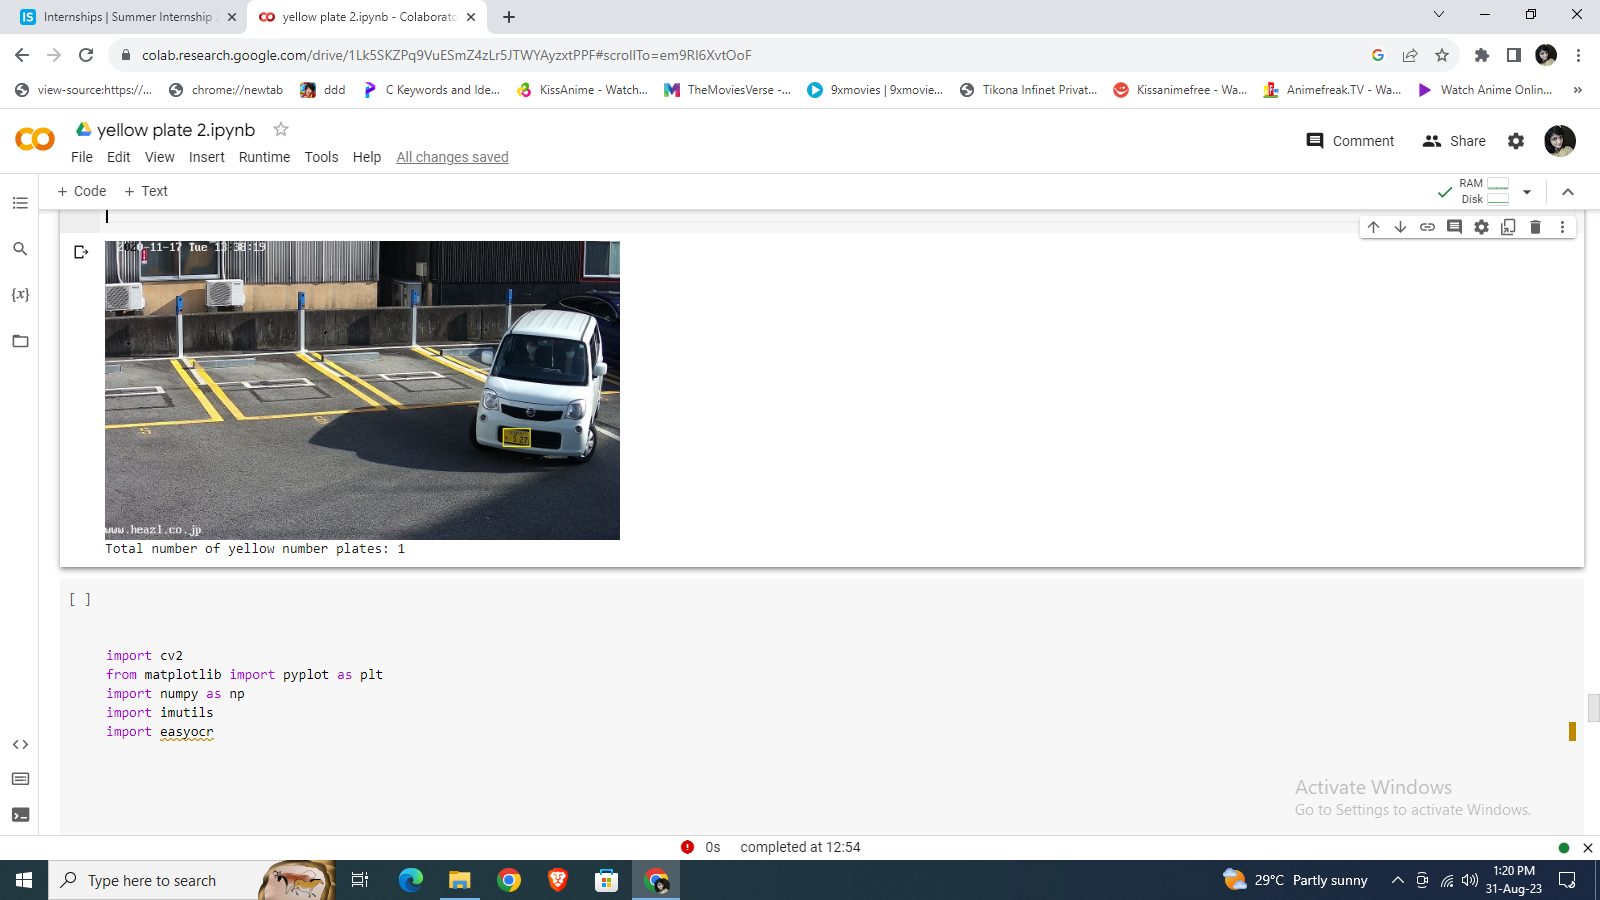 Internships | Summer Internship
yellow plate 2.ipynb - Colaborato
colab.research.google.com/drive/1Lk5SKZPq9VuESmZ4zLr5JTWYAyzxtPPF#scrollTo=em9RI6XvtOoF
view-source:https://... chrome://newtab ddd C Keywords and Ide... KissAnime - Watch... TheMoviesVerse -... 9xmovies | 9xmovie... Tikona Infinet Privat... Kissanimefree - Wa... Animefreak.TV - Wa... Watch Anime Onlin... »
yellow plate 2.ipynb
Comment Share
File Edit View Insert Runtime Tools Help All changes saved
+ Code + Text
RAM
Disk
2020-11-17 Tue 13:38:19
527
www.heazl.co.jp
Total number of yellow number plates: 1
[ ]
import cv2
from matplotlib import pyplot as plt
import numpy as np
import imutils
import easyocr
Activate Windows
Go to Settings to activate Windows.
0s completed at 12:54
Type here to search
29°C Partly sunny
1:20 PM
31-Aug-23